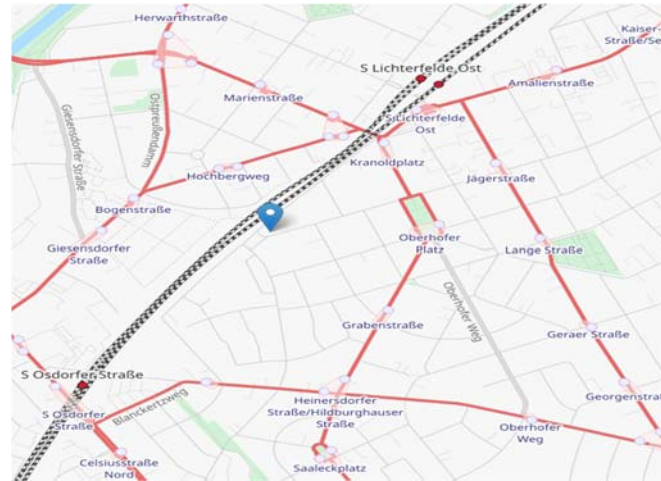 Herwarthstraße
Kaiser-
Straße/Se
S Lichterfelde Ost
Amalienstraße
Marienstraße
Giesensdorfer Straße
Ostpreußendamm
S Lichterfelde
Ost
Kranoldplatz
Hochbergweg
Jägerstraße
Bogenstraße
Giesensdorfer
Straße
Oberhofer
Platz
Lange Straße
Oberhofer Weg
Grabenstraße
Geraer Straße
S Osdorfer Straße
Blanckertzweg
Heinersdorfer
Straße/Hildburghauser
Straße
Georgenstraße
S Osdorfer
Straße
Oberhofer
Weg
Celsiusstraße
Nord
Saaleckplatz